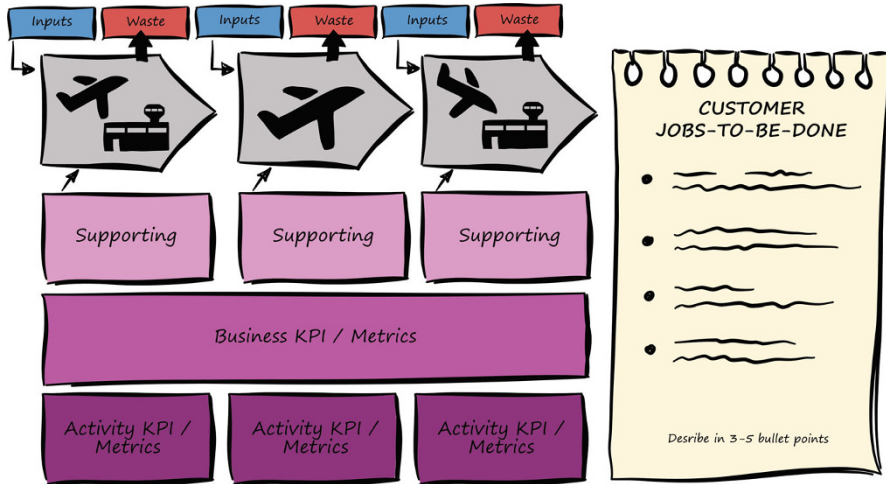 Inputs
Waste
Inputs
Waste
Inputs
Waste
Supporting
Supporting
Supporting
Business KPI / Metrics
Activity KPI /
Metrics
Activity KPI /
Metrics
Activity KPI /
Metrics
CUSTOMER
JOBS-TO-BE-DONE
Desribe in 3-5 bullet points